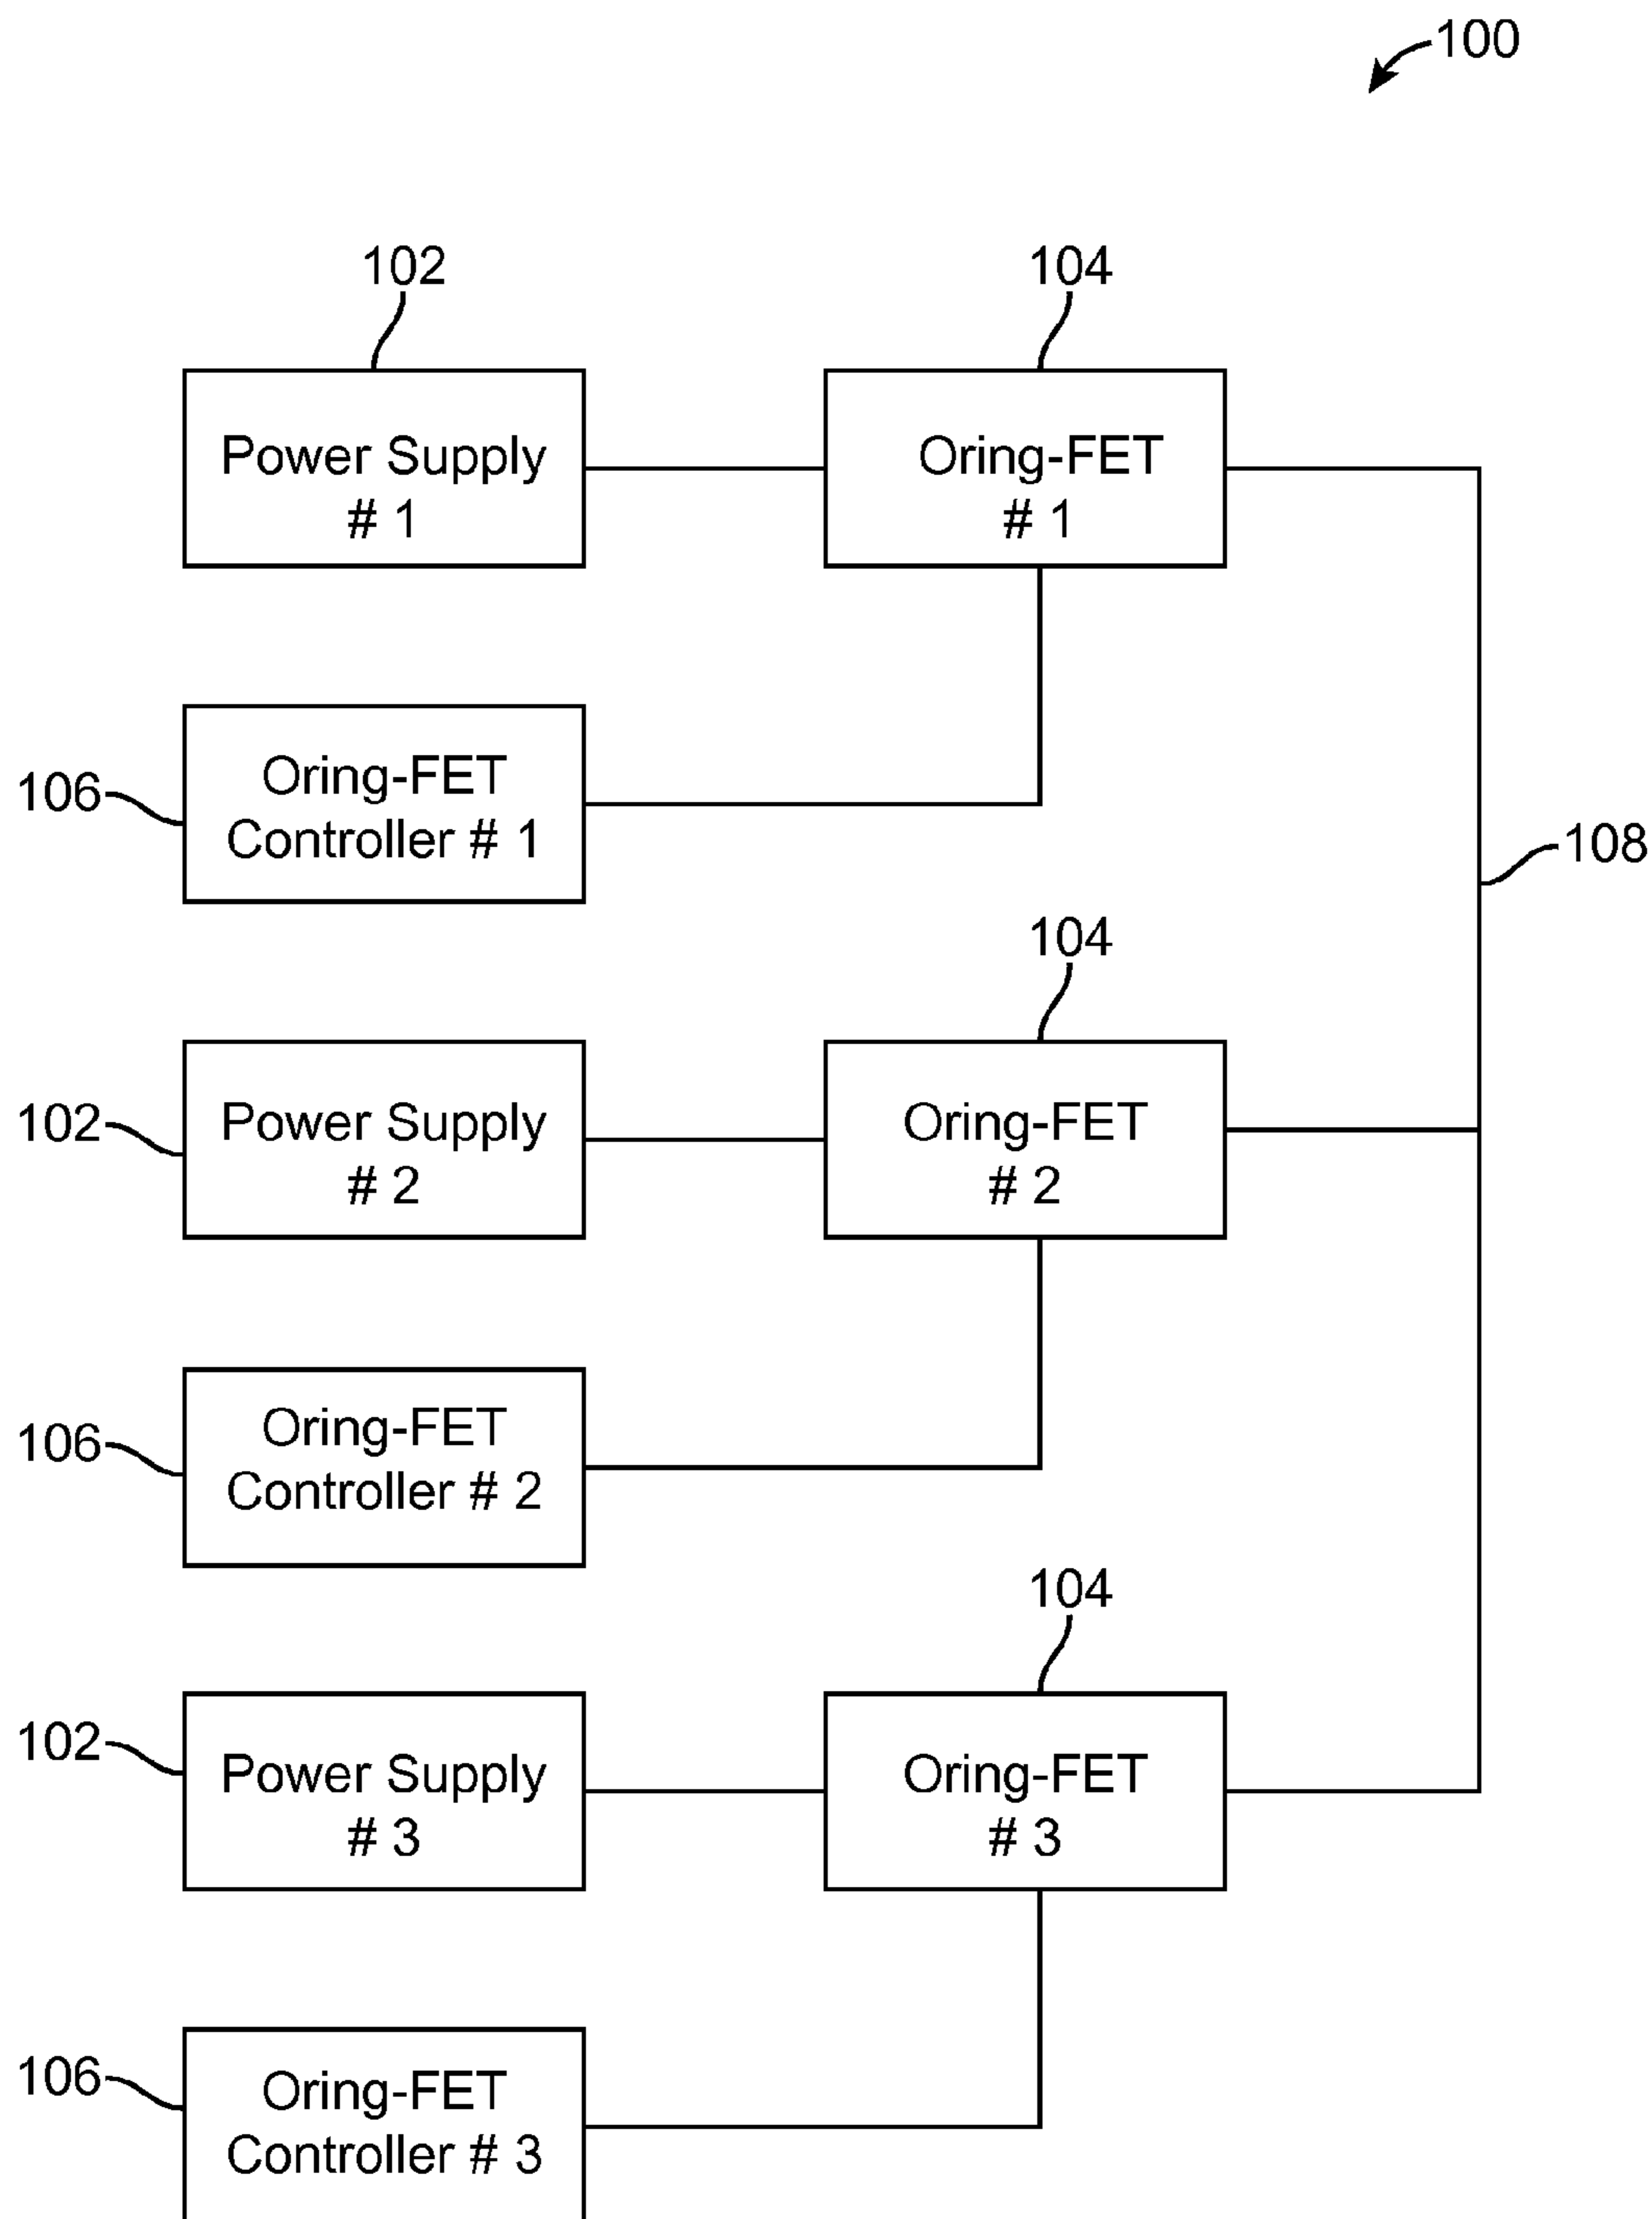 100
102
104
Power Supply
# 1
Oring-FET
# 1
106
Oring-FET
Controller # 1
108
104
102
Power Supply
# 2
Oring-FET
# 2
106
Oring-FET
Controller # 2
104
102
Power Supply
# 3
Oring-FET
# 3
106
Oring-FET
Controller # 3